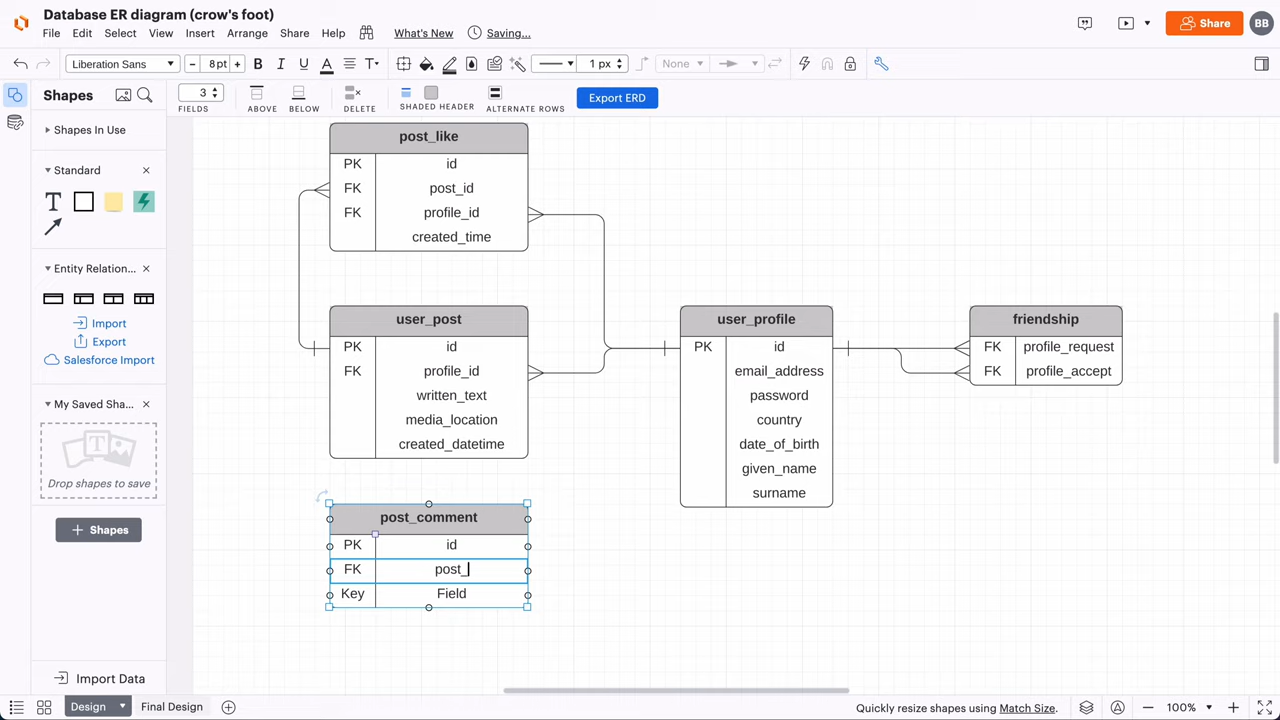 Database ER diagram (crow's foot)
File Edit Select View Insert Arrange Share Help What's New Saving...
Share
BB
Liberation Sans
8 pt
B I U A T
1 px
None
Shapes
3
FIELDS
ABOVE
BELOW
DELETE
SHADED HEADER
ALTERNATE ROWS
Export ERD
Shapes In Use
Standard
T
Entity Relation...
Import
Export
Salesforce Import
My Saved Sha...
T
Drop shapes to save
+ Shapes
Import Data
post_like
PK id
FK post_id
FK profile_id
created_time
user_post
PK id
FK profile_id
written_text
media_location
created_datetime
user_profile
PK id
email_address
password
country
date_of_birth
given_name
surname
friendship
FK profile_request
FK profile_accept
post_comment
PK id
FK post_
Key Field
Design
Final Design
Quickly resize shapes using Match Size.
100%